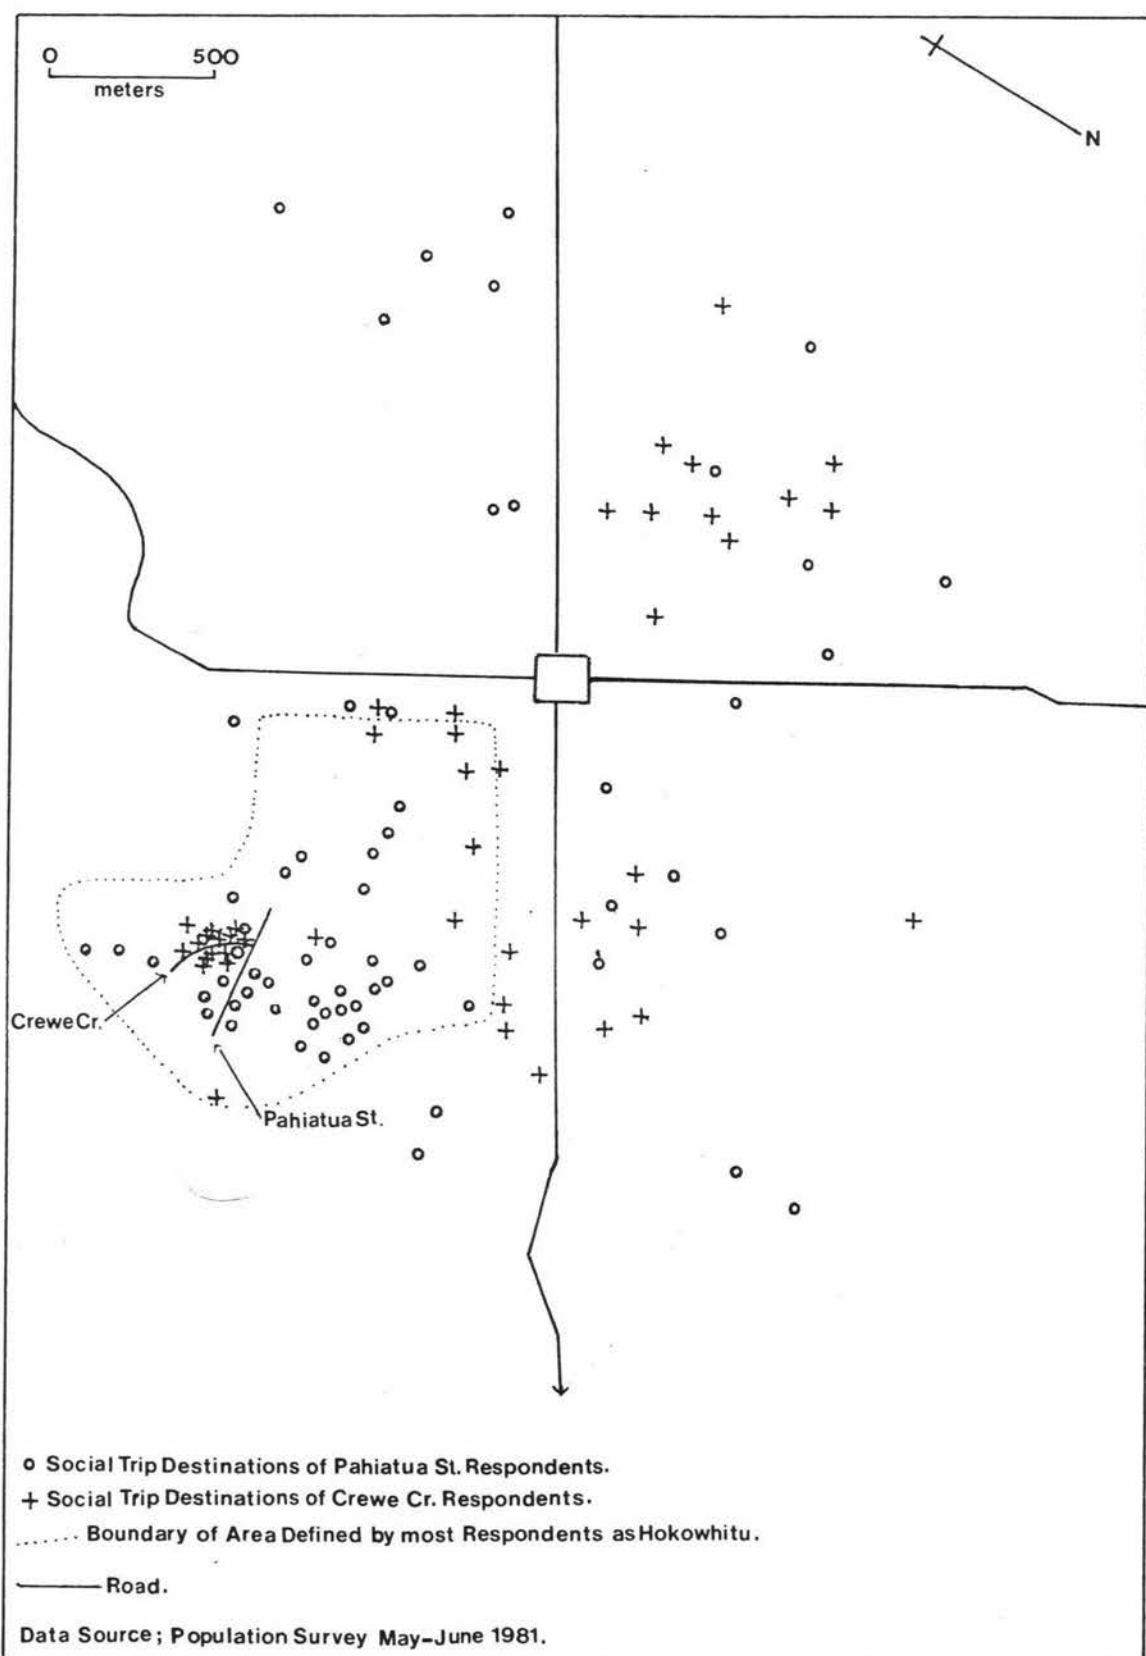 0 500
meters
N
Crewe Cr.
Pahiatua St.
o Social Trip Destinations of Pahiatua St. Respondents.
+ Social Trip Destinations of Crewe Cr. Respondents.
....... Boundary of Area Defined by most Respondents as Hokowhitu.
Road.
Data Source; Population Survey May-June 1981.